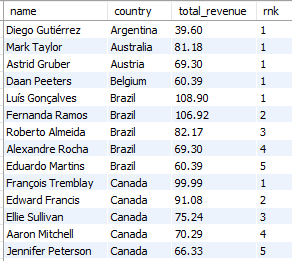 name country total_revenue rnk
Diego Gutiérrez Argentina 39.60 1
Mark Taylor Australia 81.18 1
Astrid Gruber Austria 69.30 1
Daan Peeters Belgium 60.39 1
Luís Gonçalves Brazil 108.90 1
Fernanda Ramos Brazil 106.92 2
Roberto Almeida Brazil 82.17 3
Alexandre Rocha Brazil 69.30 4
Eduardo Martins Brazil 60.39 5
François Tremblay Canada 99.99 1
Edward Francis Canada 91.08 2
Ellie Sullivan Canada 75.24 3
Aaron Mitchell Canada 70.29 4
Jennifer Peterson Canada 66.33 5